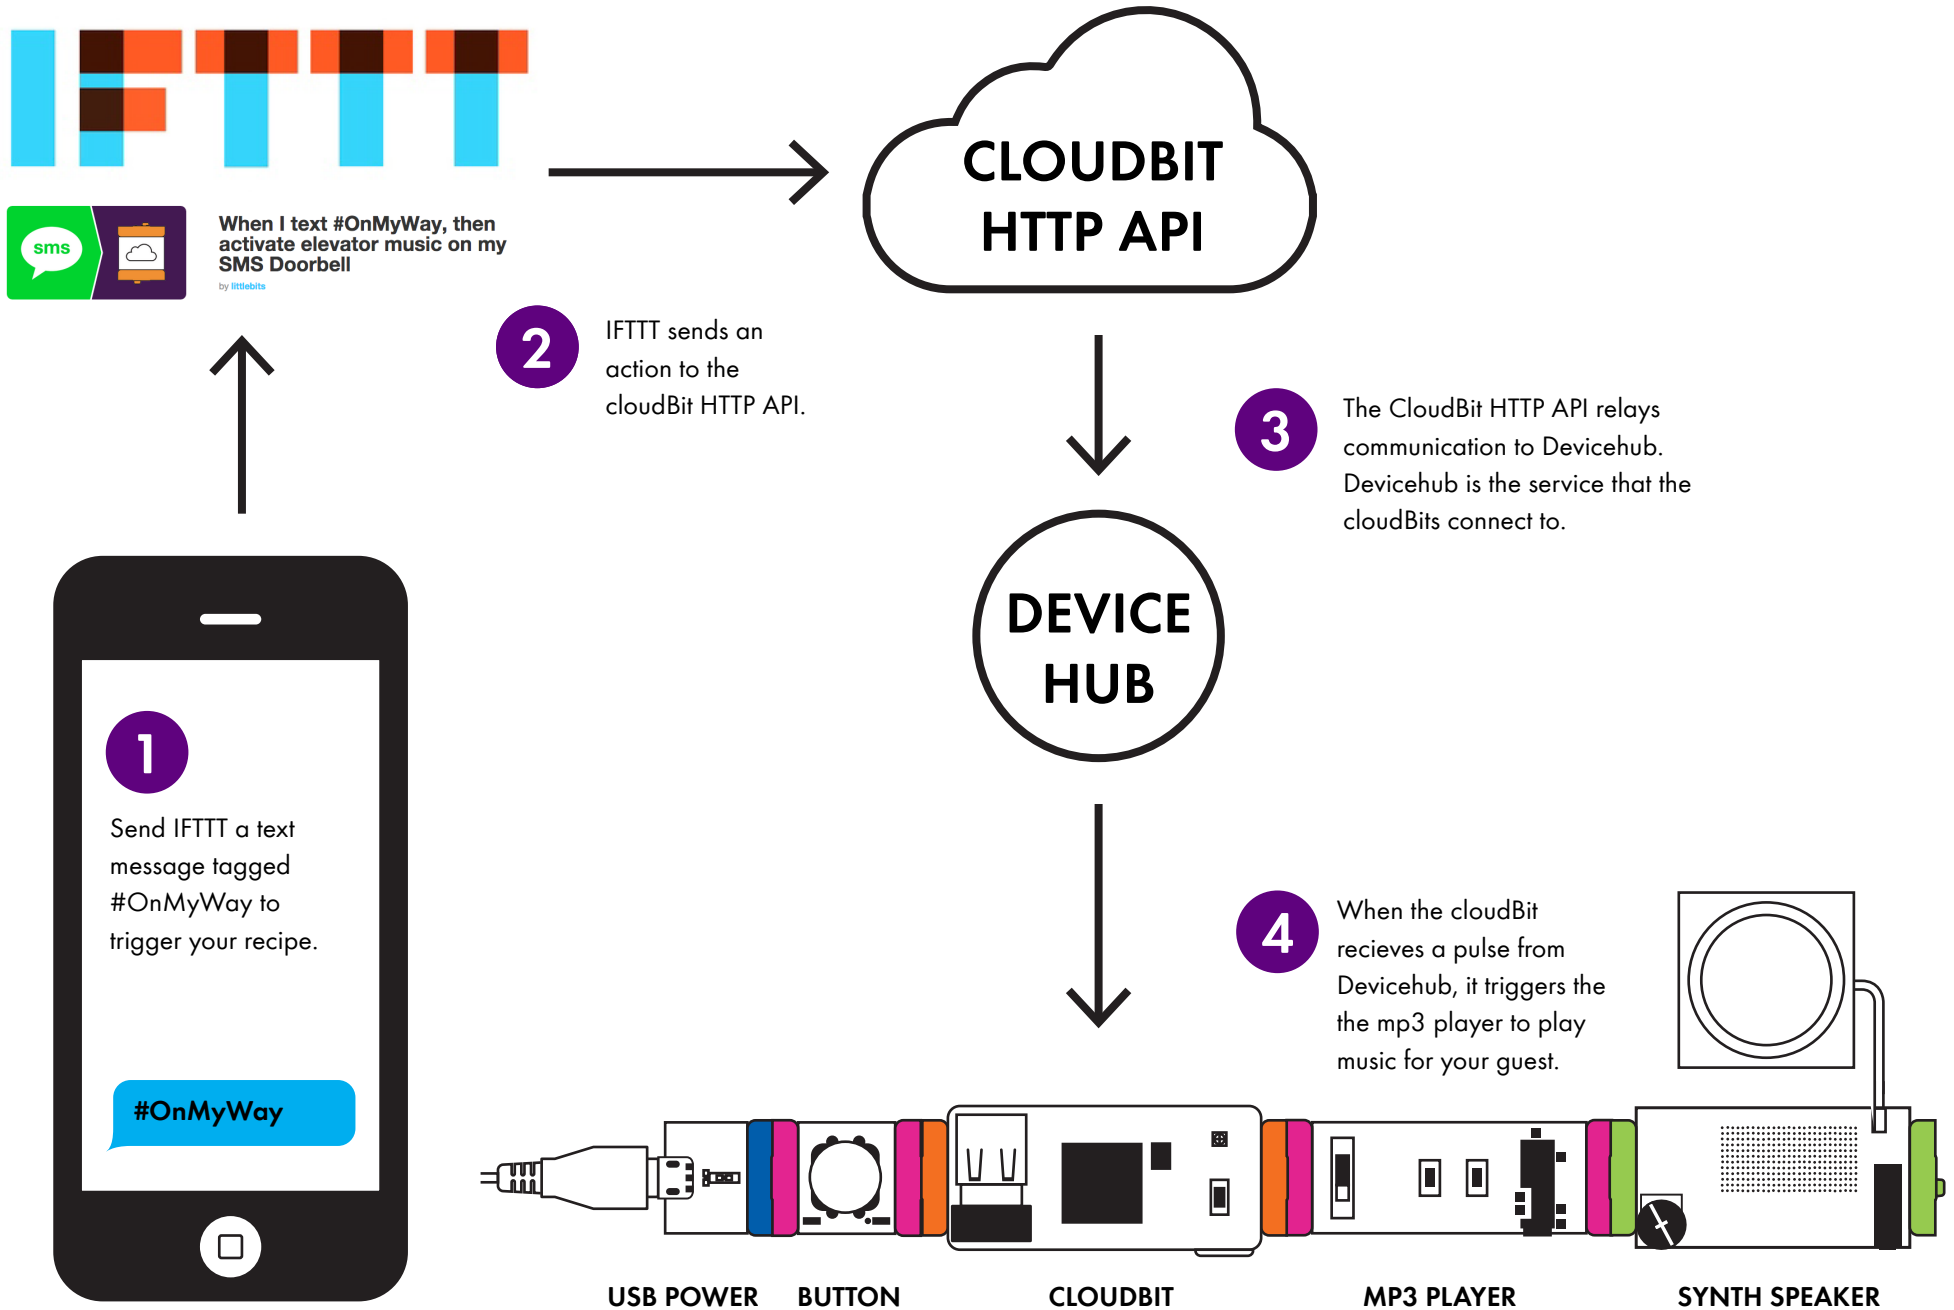 IFTTT
sms
When I text #OnMyWay, then
activate elevator music on my
SMS Doorbell
by littlebits
CLOUDBIT
HTTP API
2
IFTTT sends an
action to the
cloudBit HTTP API.
3
The CloudBit HTTP API relays
communication to Devicehub.
Devicehub is the service that the
cloudBits connect to.
DEVICE
HUB
1
Send IFTTT a text
message tagged
#OnMyWay to
trigger your recipe.
#OnMyWay
4
When the cloudBit
recieves a pulse from
Devicehub, it triggers the
the mp3 player to play
music for your guest.
USB POWER
BUTTON
CLOUDBIT
MP3 PLAYER
SYNTH SPEAKER